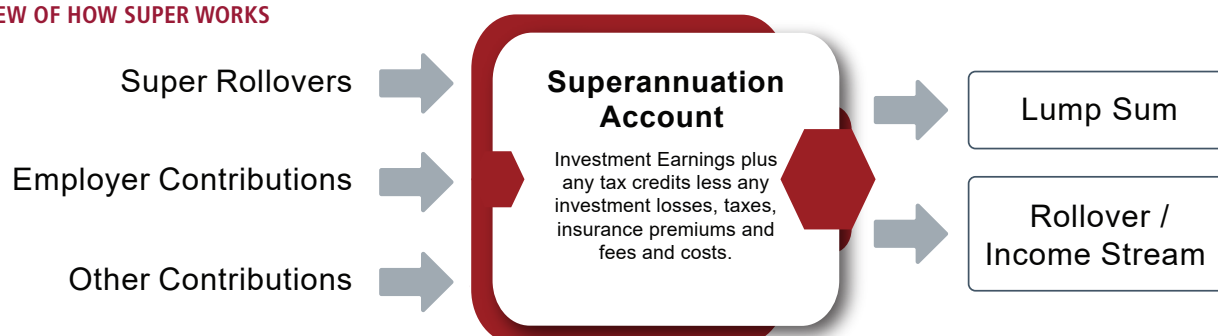 EW OF HOW SUPER WORKS
Super Rollovers
Employer Contributions
Other Contributions
Superannuation
Account
Investment Earnings plus
any tax credits less any
investment losses, taxes,
insurance premiums and
fees and costs.
Lump Sum
Rollover /
Income Stream